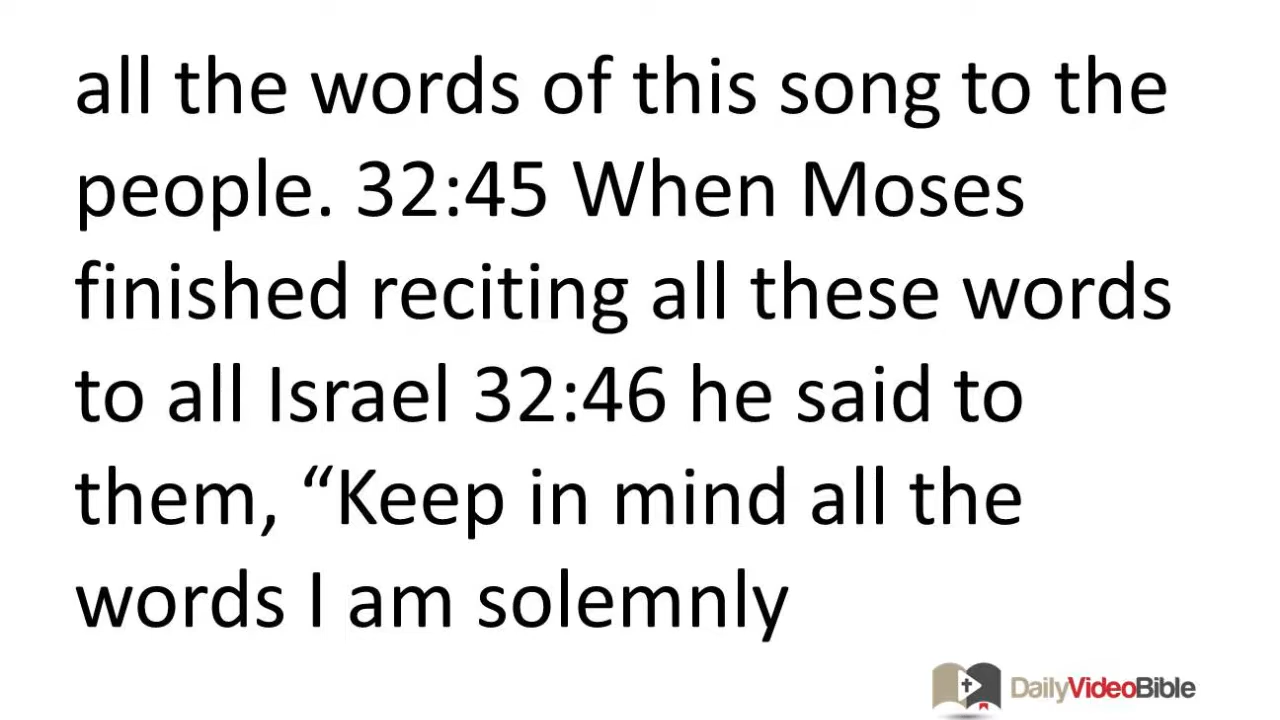 all the words of this song to the
people. 32:45 When Moses
finished reciting all these words
to all Israel 32:46 he said to
them, “Keep in mind all the
words I am solemnly
DailyVideoBible